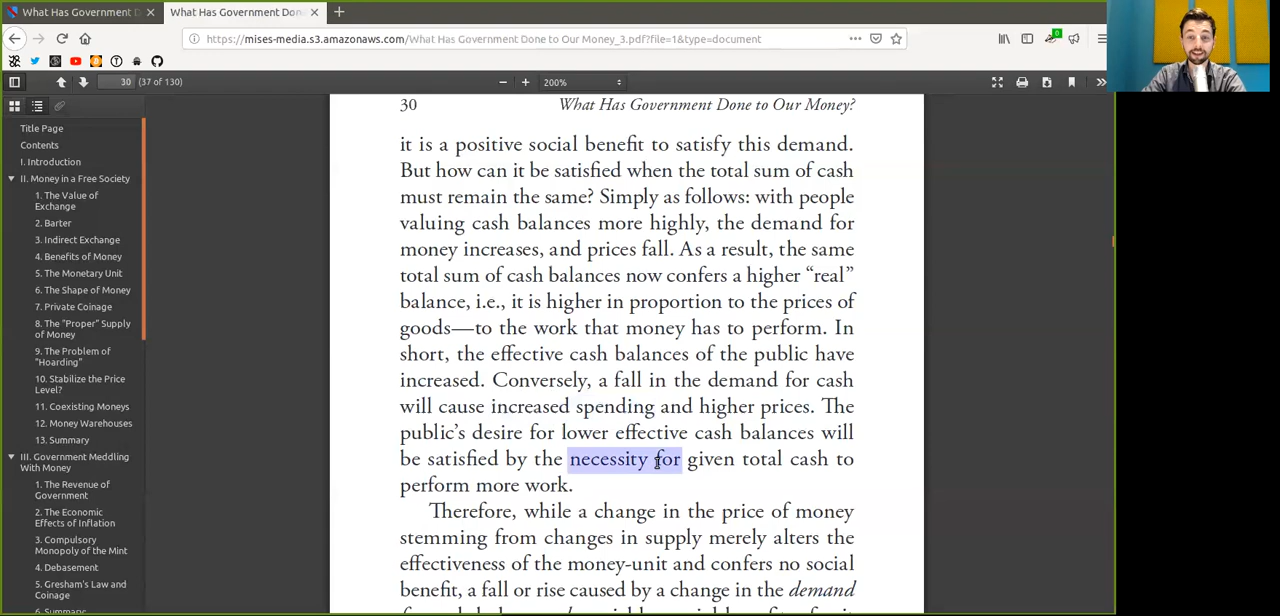 What Has Government D
What Has Government Done
https://mises-media.s3.amazonaws.com/What Has Government Done to Our Money_3.pdf?file=1&type=document
0
30 (37 of 130)
200%
Title Page
Contents
I. Introduction
II. Money in a Free Society
1. The Value of
Exchange
2. Barter
3. Indirect Exchange
4. Benefits of Money
5. The Monetary Unit
6. The Shape of Money
7. Private Coinage
8. The "Proper" Supply
of Money
9. The Problem of
"Hoarding"
10. Stabilize the Price
Level?
11. Coexisting Moneys
12. Money Warehouses
13. Summary
III. Government Meddling
With Money
1. The Revenue of
Government
2. The Economic
Effects of Inflation
3. Compulsory
Monopoly of the Mint
4. Debasement
5. Gresham's Law and
Coinage
6. Summary
30 What Has Government Done to Our Money?
it is a positive social benefit to satisfy this demand.
But how can it be satisfied when the total sum of cash
must remain the same? Simply as follows: with people
valuing cash balances more highly, the demand for
money increases, and prices fall. As a result, the same
total sum of cash balances now confers a higher “real”
balance, i.e., it is higher in proportion to the prices of
goods—to the work that money has to perform. In
short, the effective cash balances of the public have
increased. Conversely, a fall in the demand for cash
will cause increased spending and higher prices. The
public’s desire for lower effective cash balances will
be satisfied by the necessity for given total cash to
perform more work.
Therefore, while a change in the price of money
stemming from changes in supply merely alters the
effectiveness of the money-unit and confers no social
benefit, a fall or rise caused by a change in the demand